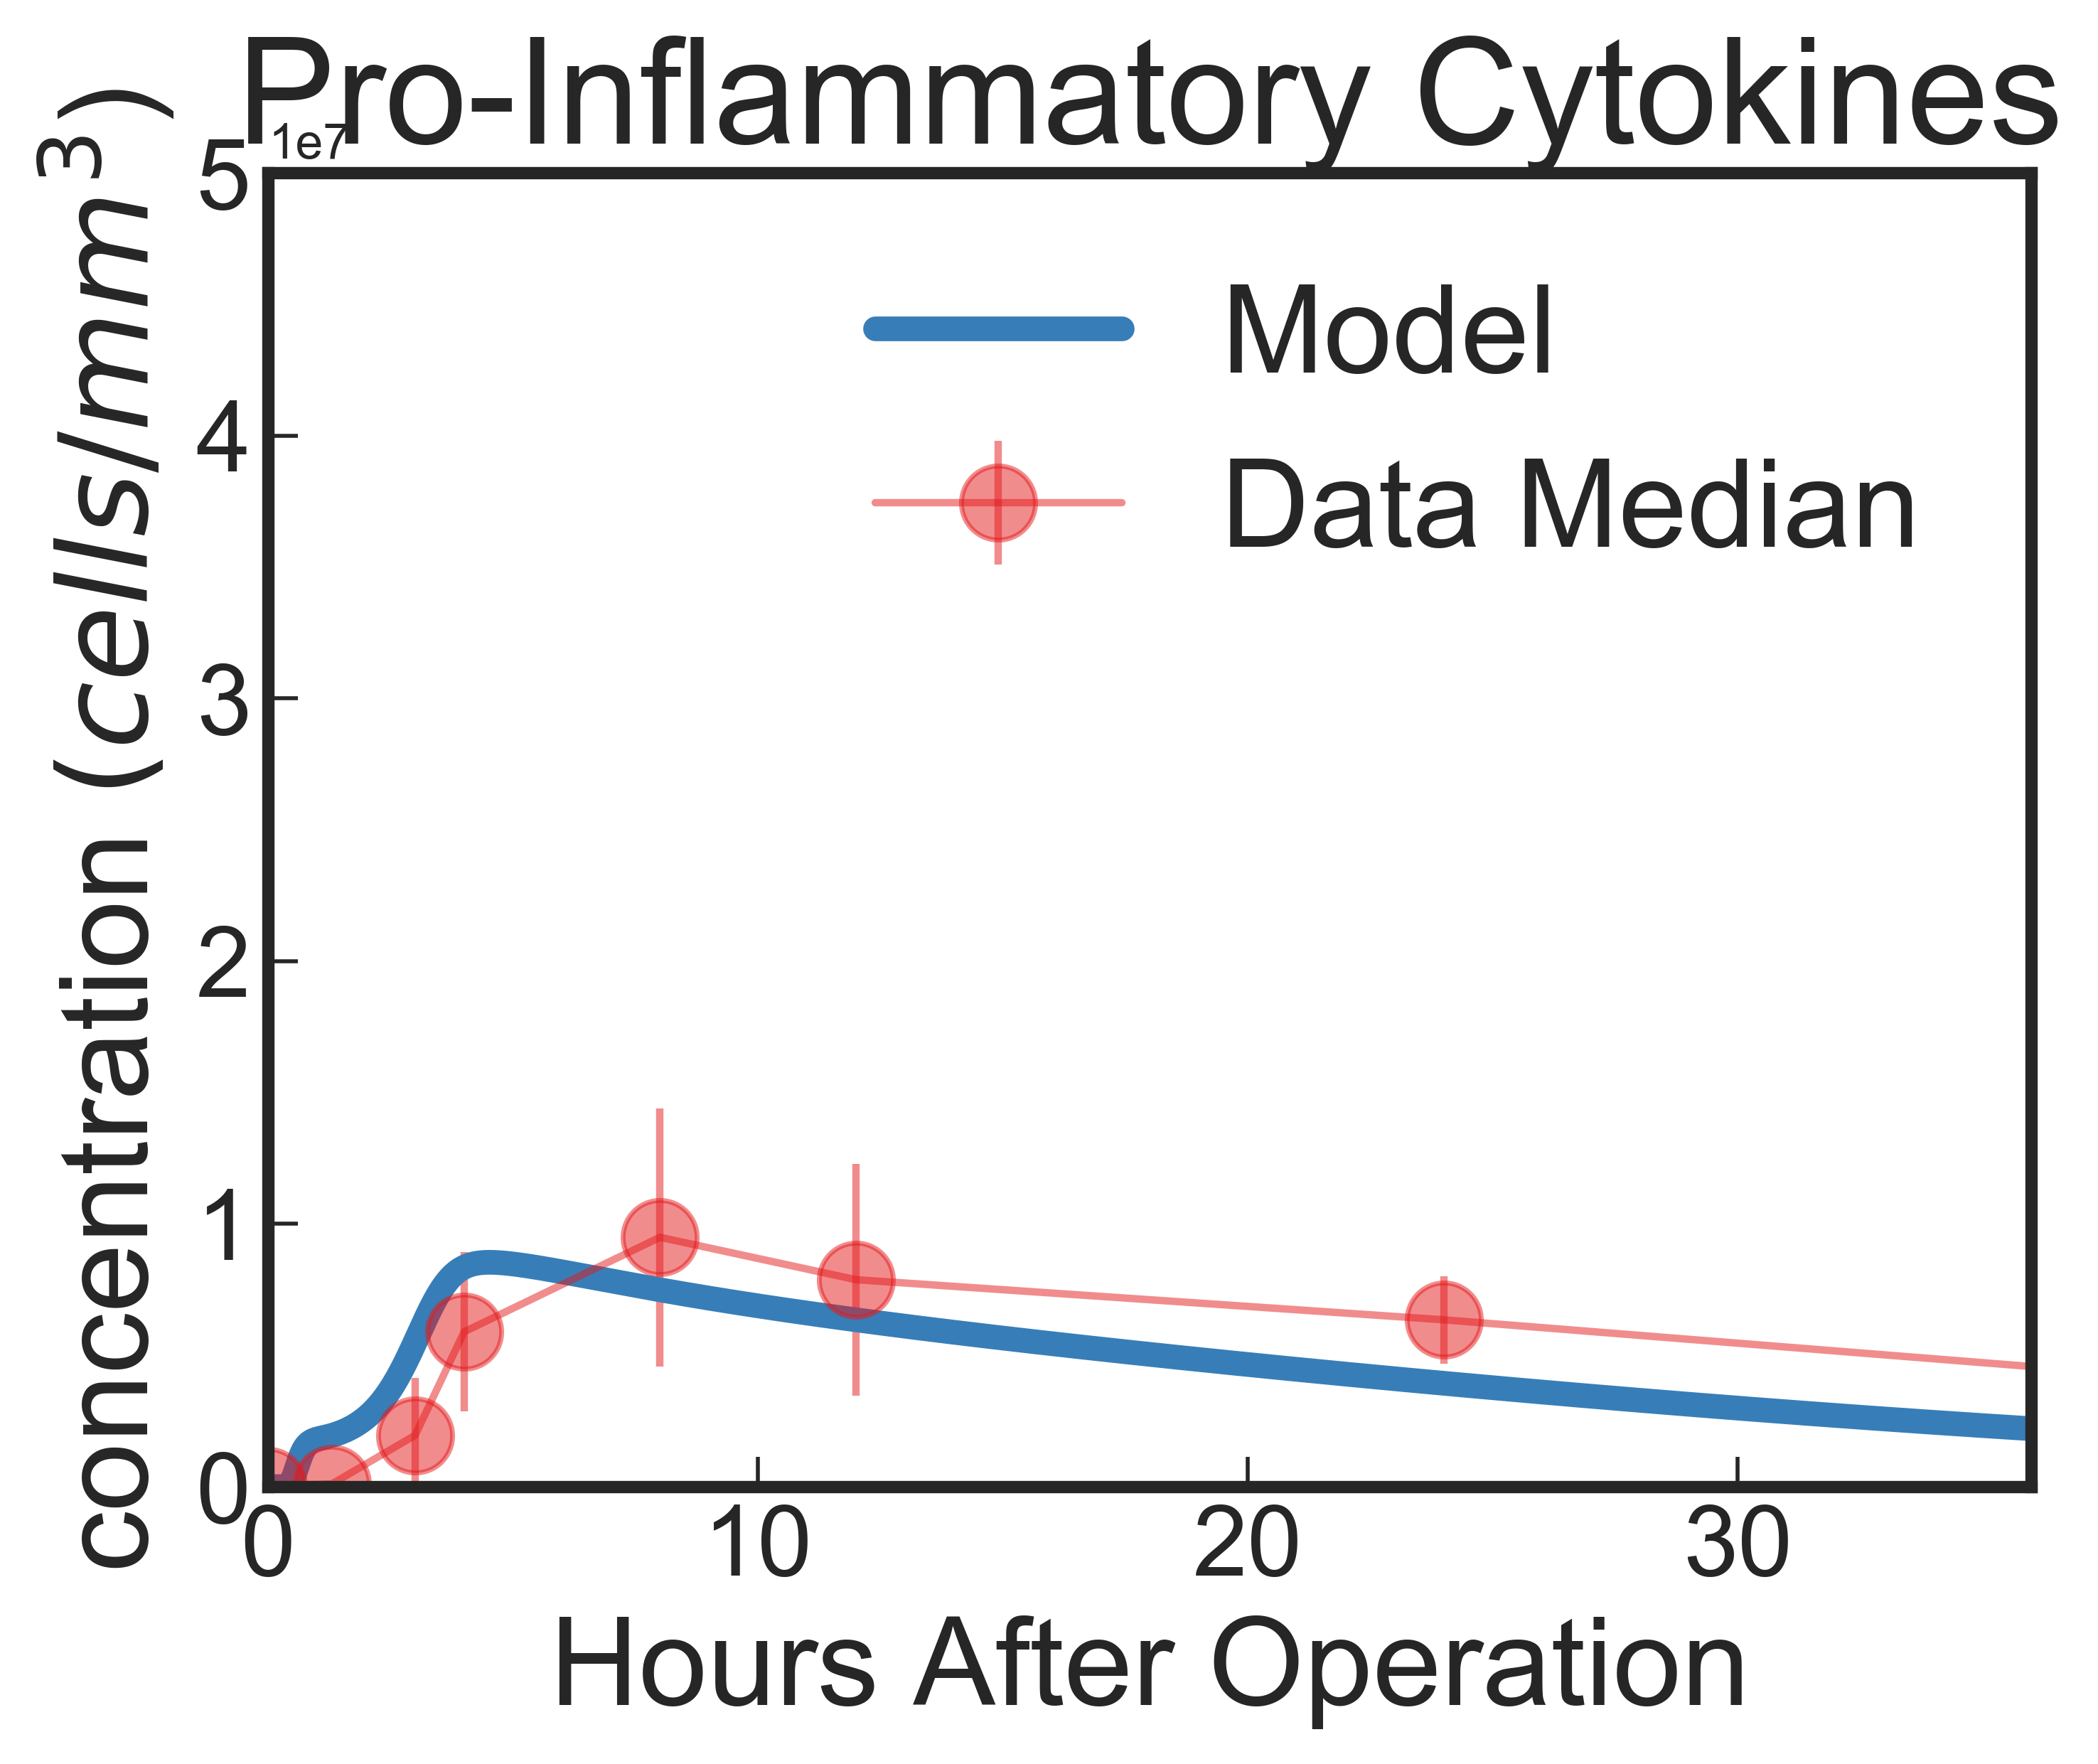 Pro-Inflammatory Cytokines
1e7
concentration (cells/mm³)
5
4
3
2
1
0
Model
Data Median
0 10 20 30
Hours After Operation